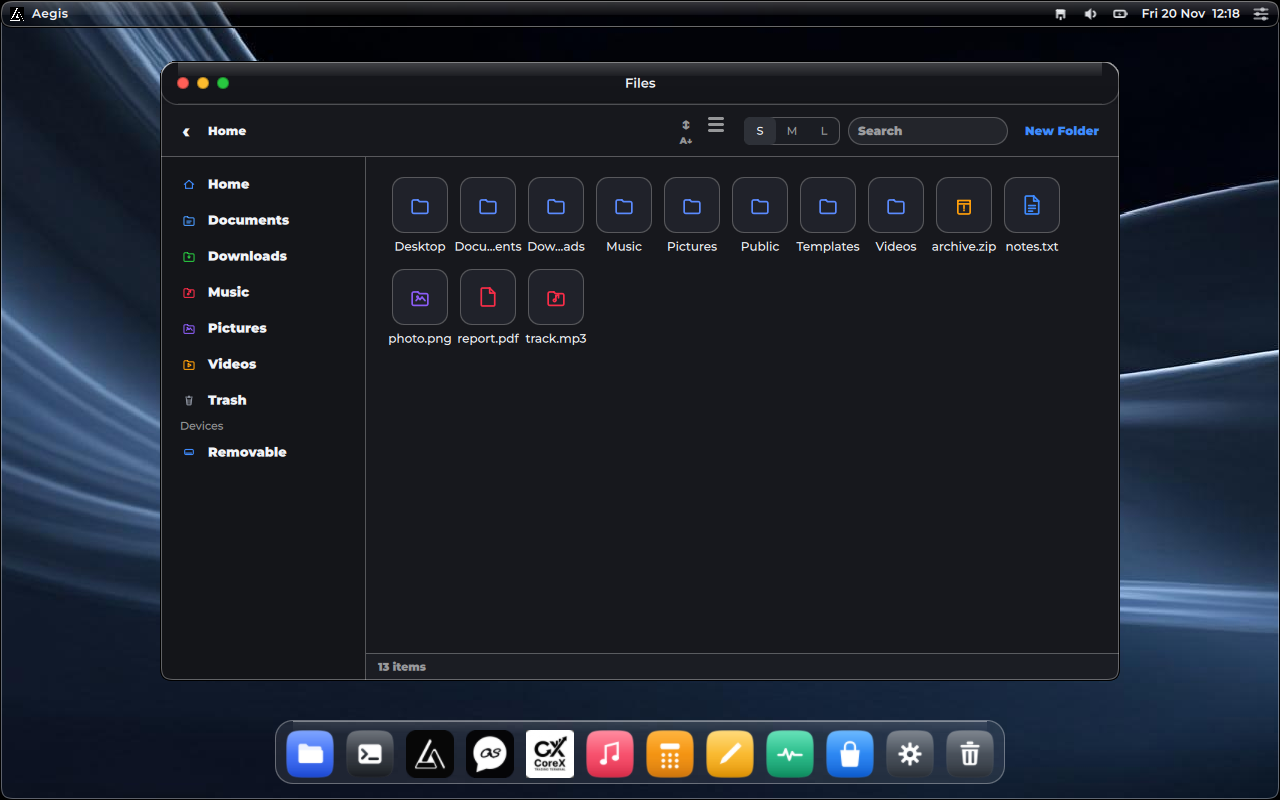 Aegis
Fri 20 Nov 12:18
Files
Home
A+
S M L
Search
New Folder
Home
Documents
Downloads
Music
Pictures
Videos
Trash
Devices
Removable
Desktop Docu...ents Dow...ads Music Pictures Public Templates Videos archive.zip notes.txt
photo.png report.pdf track.mp3
13 items
as
CX
CoreX